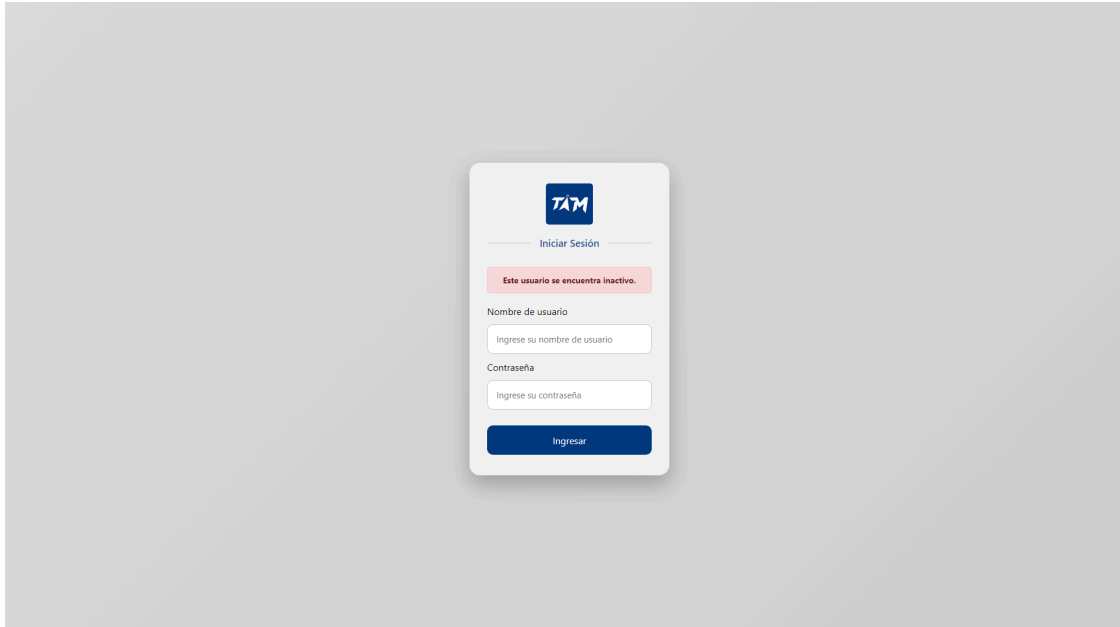 TAM
Iniciar Sesión
Este usuario se encuentra inactivo.
Nombre de usuario
Ingrese su nombre de usuario
Contraseña
Ingrese su contraseña
Ingresar